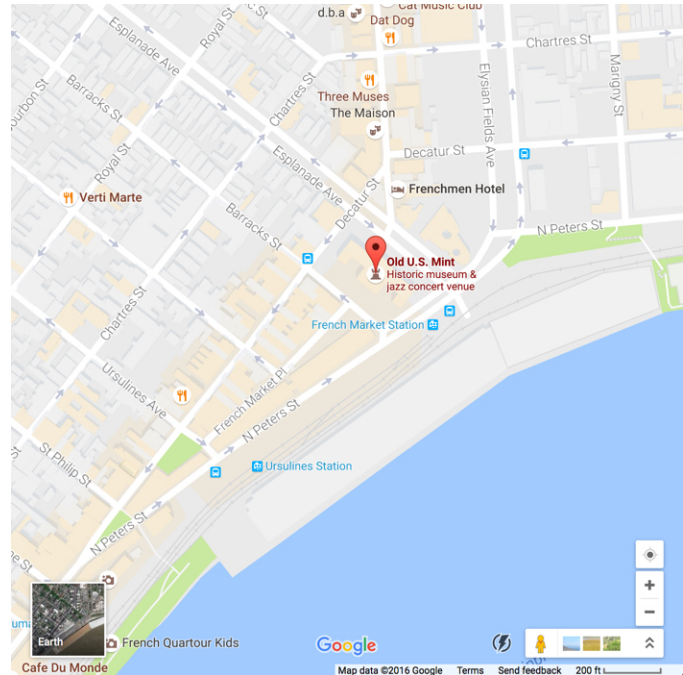 Cat Music Club
d.b.a
Dat Dog
Royal St
Esplanade Ave
Chartres St
Chartres St
Marigny St
Elysian Fields Ave
Barracks St
Three Muses
The Maison
Royal St
Esplanade Ave
Decatur St
Decatur St
Frenchmen Hotel
Verti Marte
Barracks St
N Peters St
Old U.S. Mint
Historic museum &
jazz concert venue
Chartres St
French Market Station
Ursulines Ave
French Market Pl
N Peters St
St Philip St
Ursulines Station
N Peters St
Earth
French Quartour Kids
Google
Cafe Du Monde
Map data ©2016 Google
Terms
Send feedback
200 ft